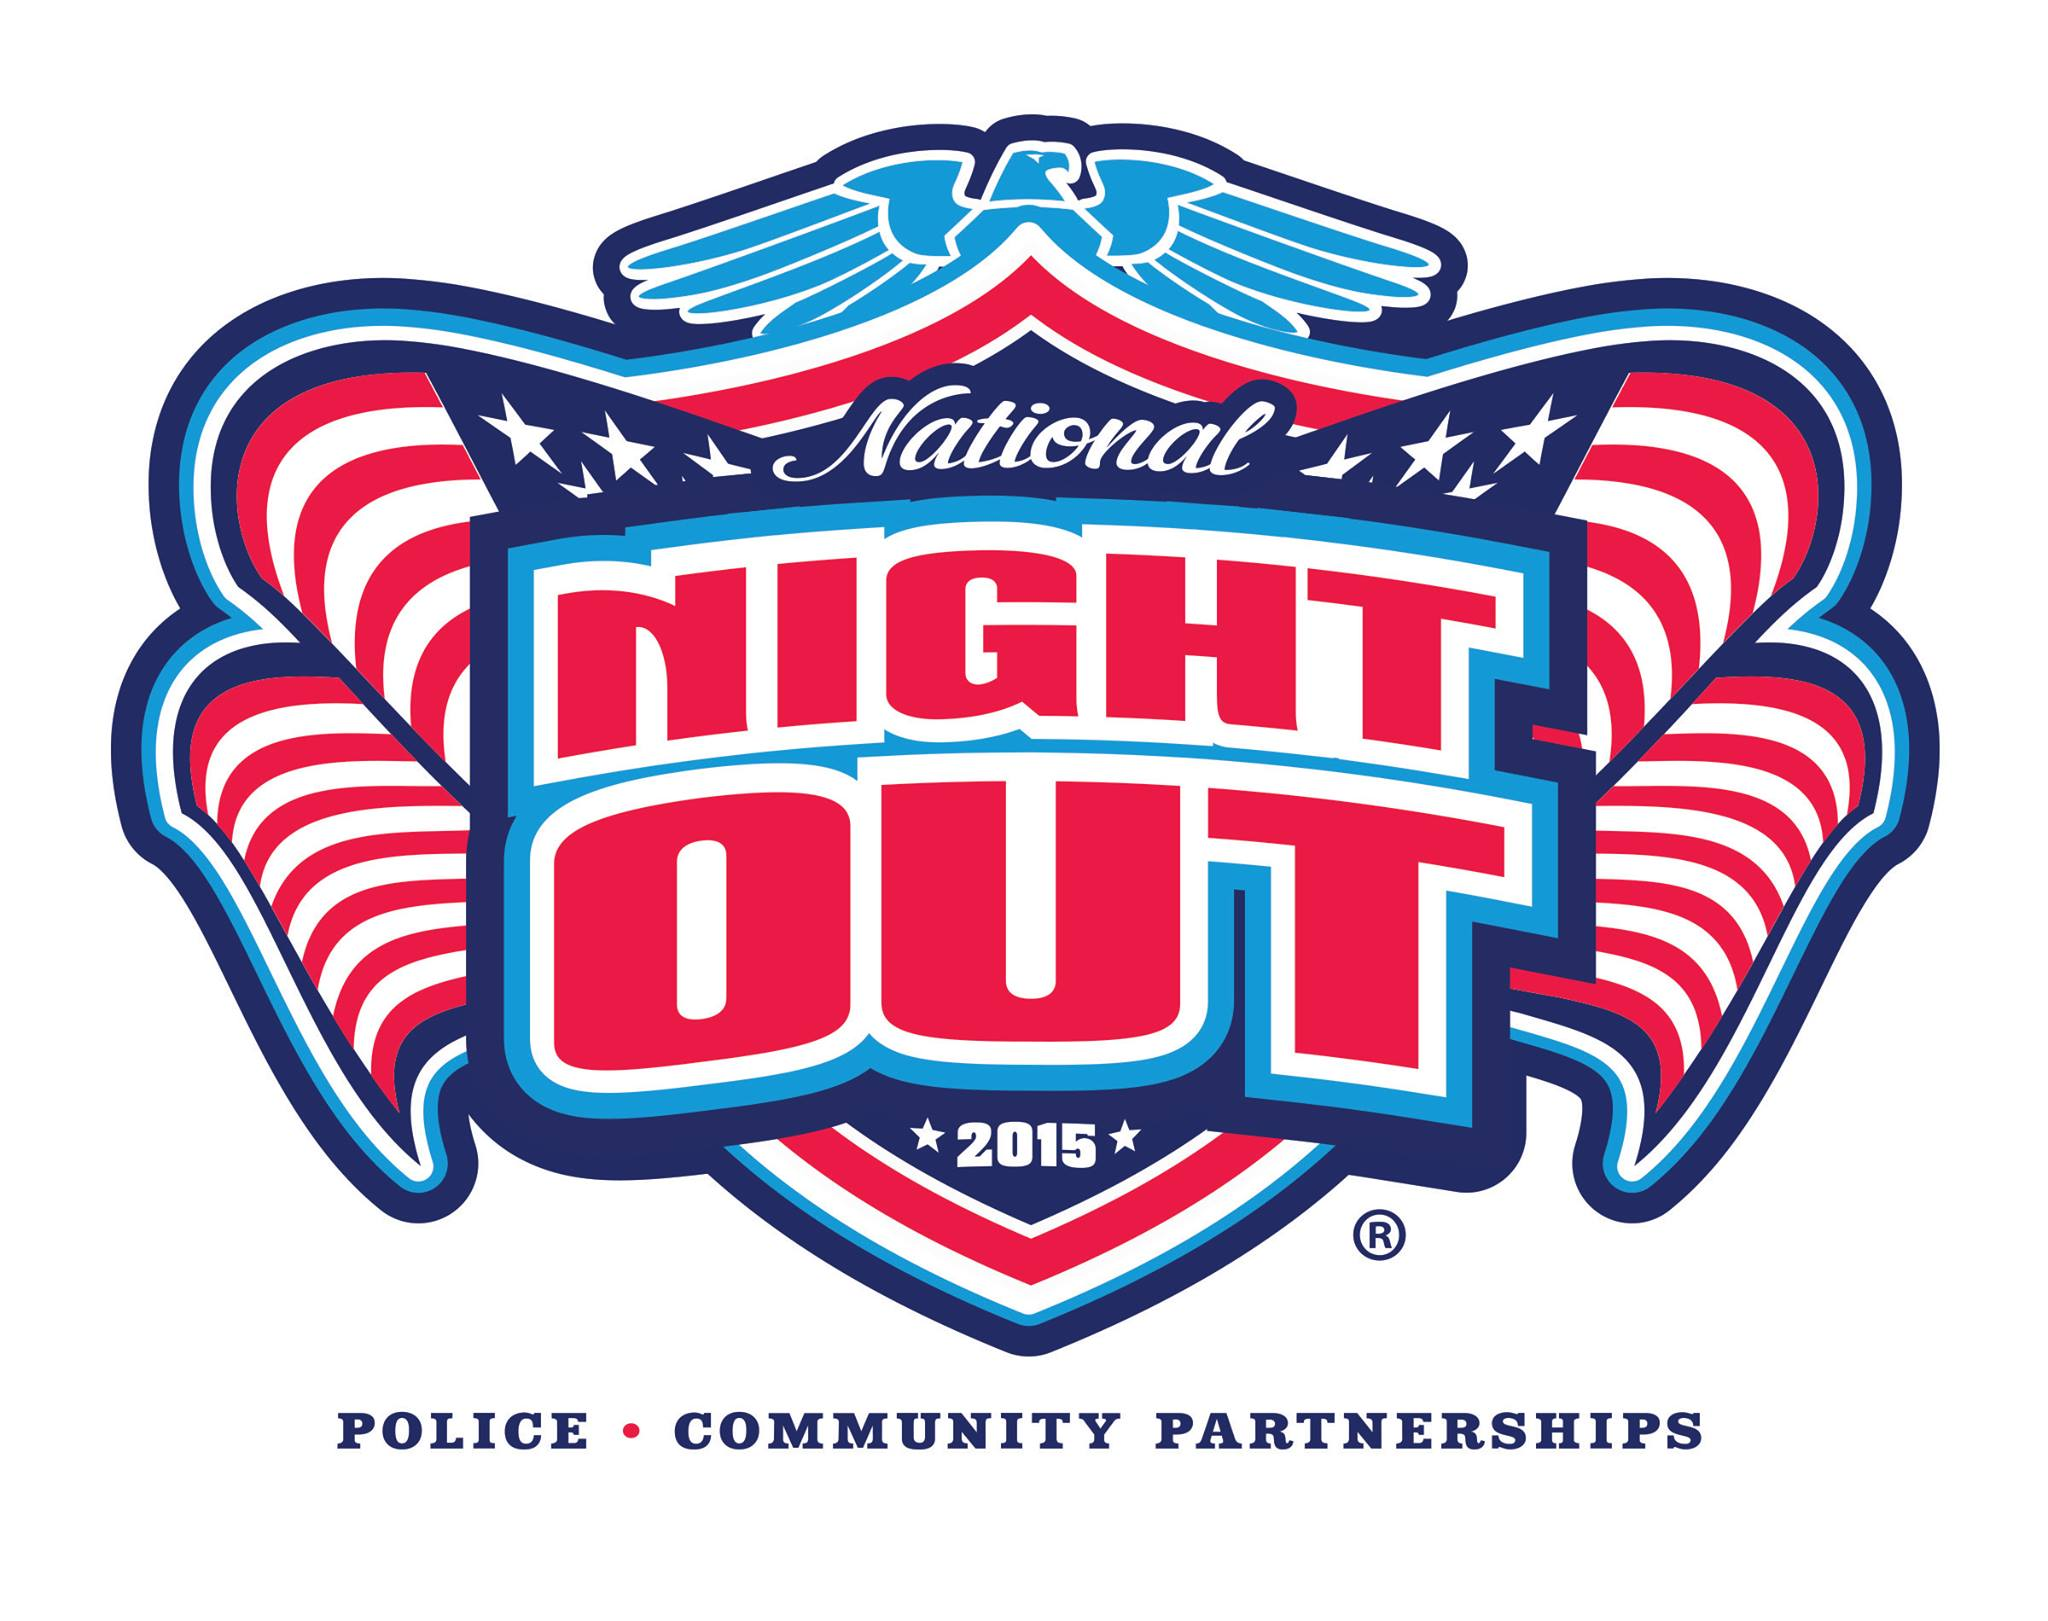 National
NIGHT
OUT
2015
®
POLICE • COMMUNITY PARTNERSHIPS